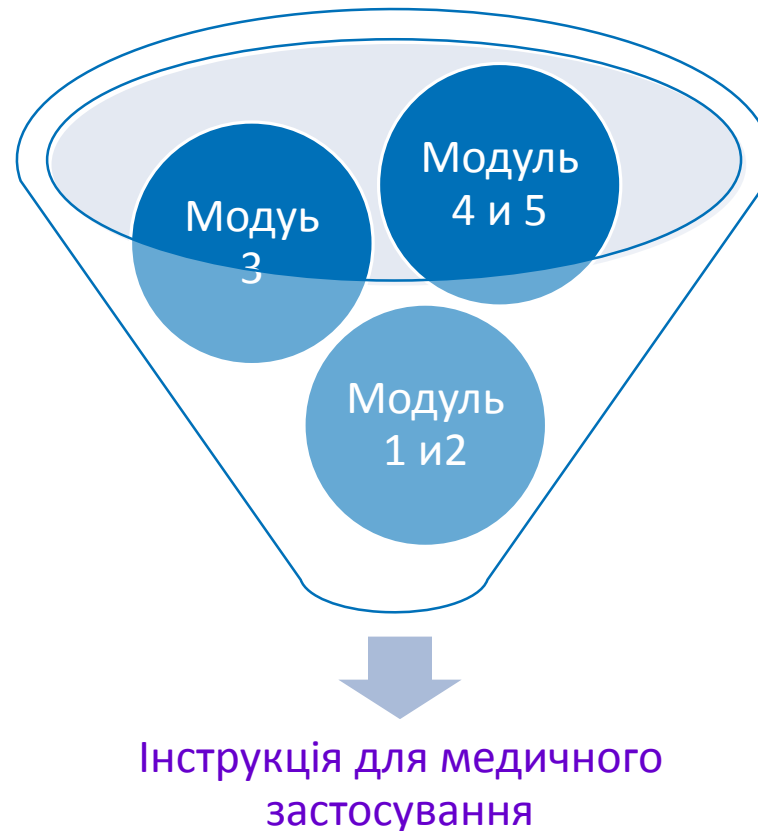 Модуль
4 и 5
Модуь
3
Модуль
1 и2
Інструкція для медичного
застосування